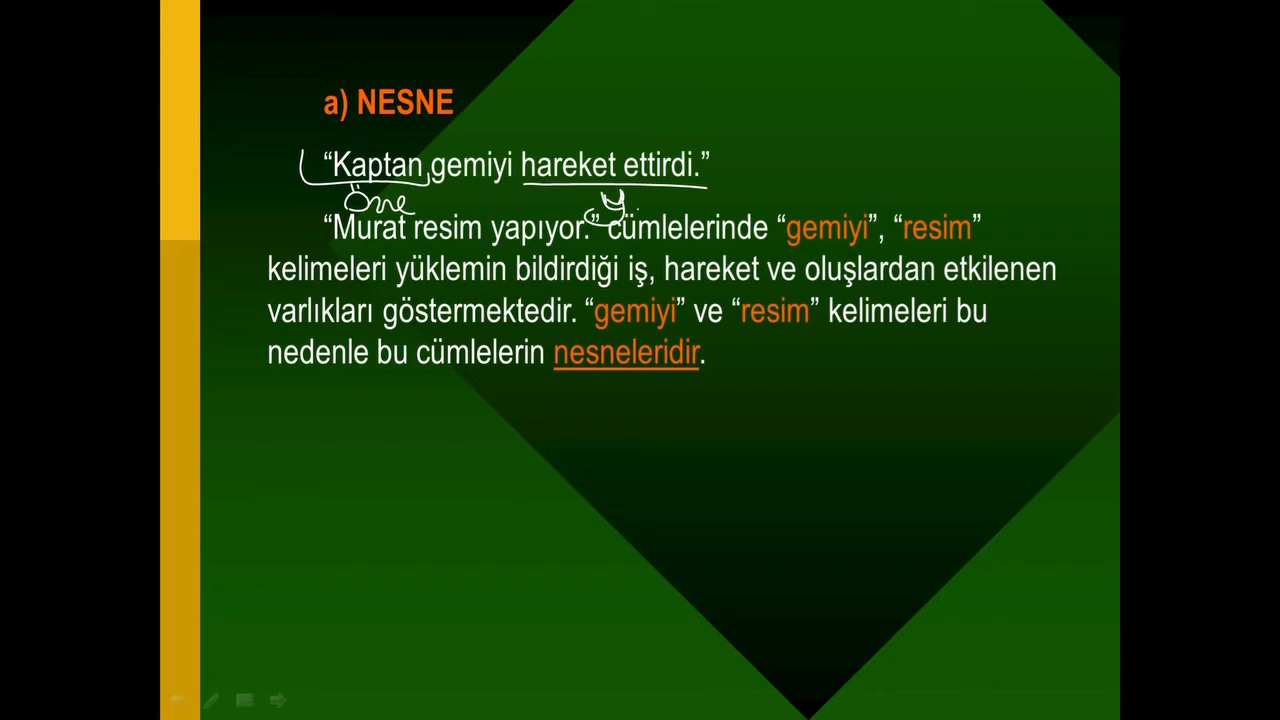 a) NESNE
“Kaptan gemiyi hareket ettirdi.”
Özne
y
“Murat resim yapıyor.” cümlelerinde “gemiyi”, “resim”
kelimeleri yüklemin bildirdiği iş, hareket ve oluşlardan etkilenen
varlıkları göstermektedir. “gemiyi” ve “resim” kelimeleri bu
nedenle bu cümlelerin nesneleridir.